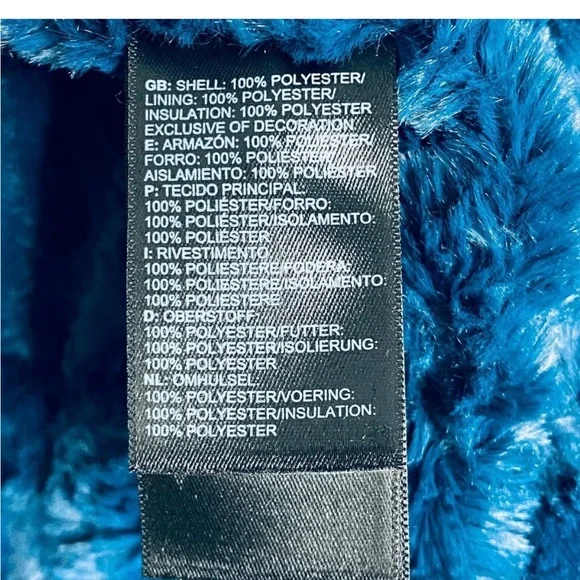 GB: SHELL: 100% POLYESTER/
LINING: 100% POLYESTER/
INSULATION: 100% POLYESTER
EXCLUSIVE OF DECORATION
E: ARMAZÓN: 100% POLIÉSTER/
FORRO: 100% POLIÉSTER/
AISLAMIENTO: 100% POLIÉSTER
P: TECIDO PRINCIPAL:
100% POLIÉSTER/FORRO:
100% POLIÉSTER/ISOLAMENTO:
100% POLIÉSTER
I: RIVESTIMENTO:
100% POLIESTERE/FODERA:
100% POLIESTERE/ISOLAMENTO:
100% POLIESTERE
D: OBERSTOFF:
100% POLYESTER/FUTTER:
100% POLYESTER/ISOLIERUNG:
100% POLYESTER
NL: OMHULSEL:
100% POLYESTER/VOERING:
100% POLYESTER/INSULATION:
100% POLYESTER